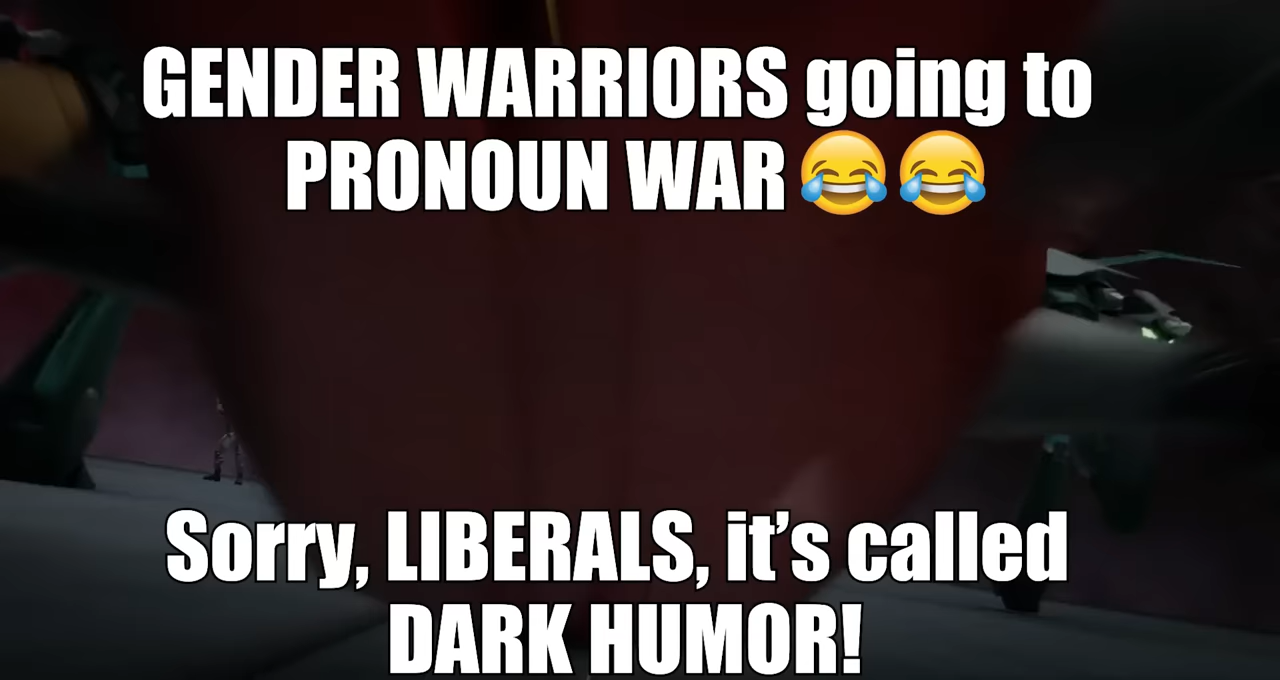 GENDER WARRIORS going to
PRONOUN WAR😂😂
Sorry, LIBERALS, it’s called
DARK HUMOR!